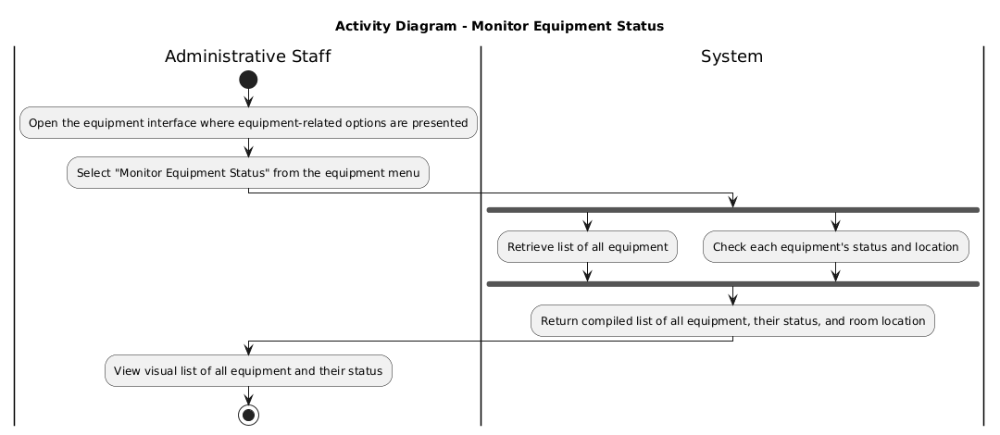 Activity Diagram - Monitor Equipment Status
Administrative Staff
System
Open the equipment interface where equipment-related options are presented
Select "Monitor Equipment Status" from the equipment menu
Retrieve list of all equipment
Check each equipment's status and location
Return compiled list of all equipment, their status, and room location
View visual list of all equipment and their status